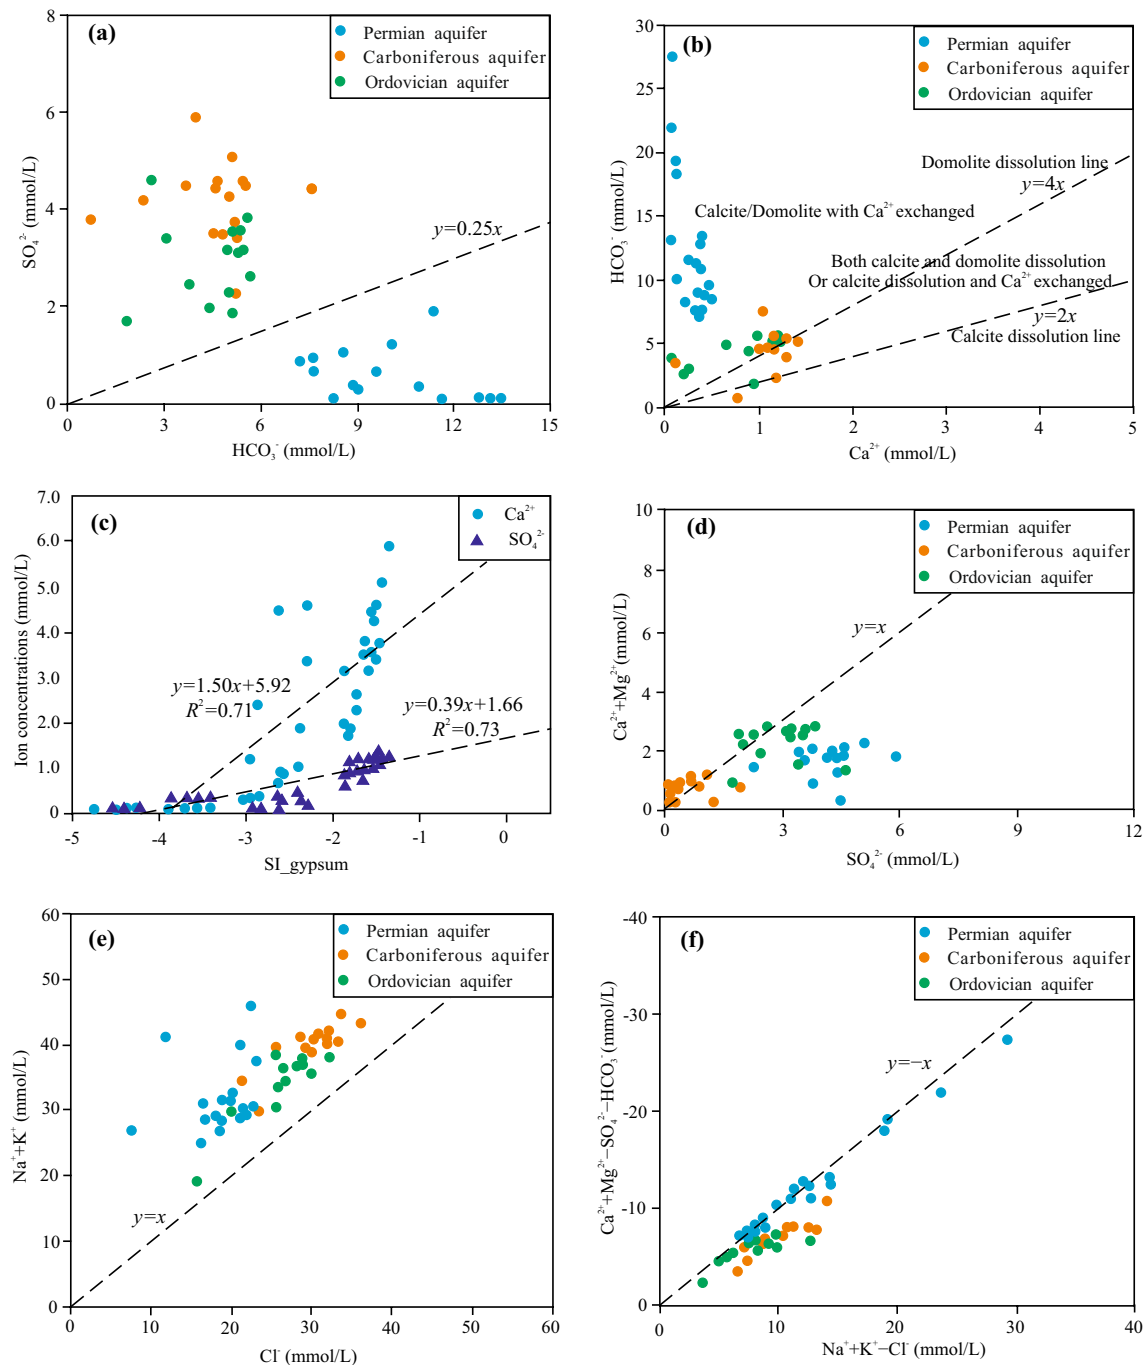 (a)
Permian aquifer
Carboniferous aquifer
Ordovician aquifer
8
6
4
2
0
SO₄²⁻ (mmol/L)
y=0.25x
0 3 6 9 12 15
HCO₃⁻ (mmol/L)
(b)
Permian aquifer
Carboniferous aquifer
Ordovician aquifer
30
25
20
15
10
5
0
HCO₃⁻ (mmol/L)
Domolite dissolution line
y=4x
Calcite/Domolite with Ca²⁺ exchanged
Both calcite and domolite dissolution
Or calcite dissolution and Ca²⁺ exchanged
y=2x
Calcite dissolution line
0 1 2 3 4 5
Ca²⁺ (mmol/L)
(c)
Ca²⁺
SO₄²⁻
7.0
6.0
5.0
4.0
3.0
2.0
1.0
0
Ion concentrations (mmol/L)
y=1.50x+5.92
R²=0.71
y=0.39x+1.66
R²=0.73
-5 -4 -3 -2 -1 0
SI_gypsum
(d)
Permian aquifer
Carboniferous aquifer
Ordovician aquifer
10
8
6
4
2
0
Ca²⁺+Mg²⁺(mmol/L)
y=x
0 3 6 9 12
SO₄²⁻ (mmol/L)
(e)
Permian aquifer
Carboniferous aquifer
Ordovician aquifer
60
50
40
30
20
10
0
Na⁺+K⁺ (mmol/L)
y=x
0 10 20 30 40 50 60
Cl⁻ (mmol/L)
(f)
Permian aquifer
Carboniferous aquifer
Ordovician aquifer
-40
-30
-20
-10
0
Ca²⁺+Mg²⁺−SO₄²⁻−HCO₃⁻ (mmol/L)
y=−x
0 10 20 30 40
Na⁺+K⁺−Cl⁻ (mmol/L)